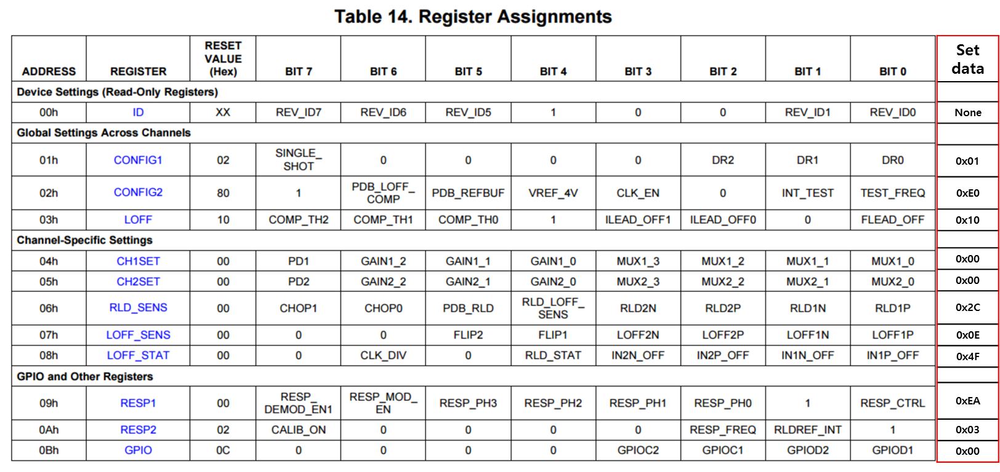 Table 14. Register Assignments
ADDRESS REGISTER RESET VALUE (Hex) BIT 7 BIT 6 BIT 5 BIT 4 BIT 3 BIT 2 BIT 1 BIT 0 Set data
Device Settings (Read-Only Registers)
00h ID XX REV_ID7 REV_ID6 REV_ID5 1 0 0 REV_ID1 REV_ID0 None
Global Settings Across Channels
01h CONFIG1 02 SINGLE_SHOT 0 0 0 0 DR2 DR1 DR0 0x01
02h CONFIG2 80 1 PDB_LOFF_COMP PDB_REFBUF VREF_4V CLK_EN 0 INT_TEST TEST_FREQ 0xE0
03h LOFF 10 COMP_TH2 COMP_TH1 COMP_TH0 1 ILEAD_OFF1 ILEAD_OFF0 0 FLEAD_OFF 0x10
Channel-Specific Settings
04h CH1SET 00 PD1 GAIN1_2 GAIN1_1 GAIN1_0 MUX1_3 MUX1_2 MUX1_1 MUX1_0 0x00
05h CH2SET 00 PD2 GAIN2_2 GAIN2_1 GAIN2_0 MUX2_3 MUX2_2 MUX2_1 MUX2_0 0x00
06h RLD_SENS 00 CHOP1 CHOP0 PDB_RLD RLD_LOFF_SENS RLD2N RLD2P RLD1N RLD1P 0x2C
07h LOFF_SENS 00 0 0 FLIP2 FLIP1 LOFF2N LOFF2P LOFF1N LOFF1P 0x0E
08h LOFF_STAT 00 0 CLK_DIV 0 RLD_STAT IN2N_OFF IN2P_OFF IN1N_OFF IN1P_OFF 0x4F
GPIO and Other Registers
09h RESP1 00 RESP_DEMOD_EN1 RESP_MOD_EN RESP_PH3 RESP_PH2 RESP_PH1 RESP_PH0 1 RESP_CTRL 0xEA
0Ah RESP2 02 CALIB_ON 0 0 0 0 RESP_FREQ RLDREF_INT 1 0x03
0Bh GPIO 0C 0 0 0 0 GPIOC2 GPIOC1 GPIOD2 GPIOD1 0x00